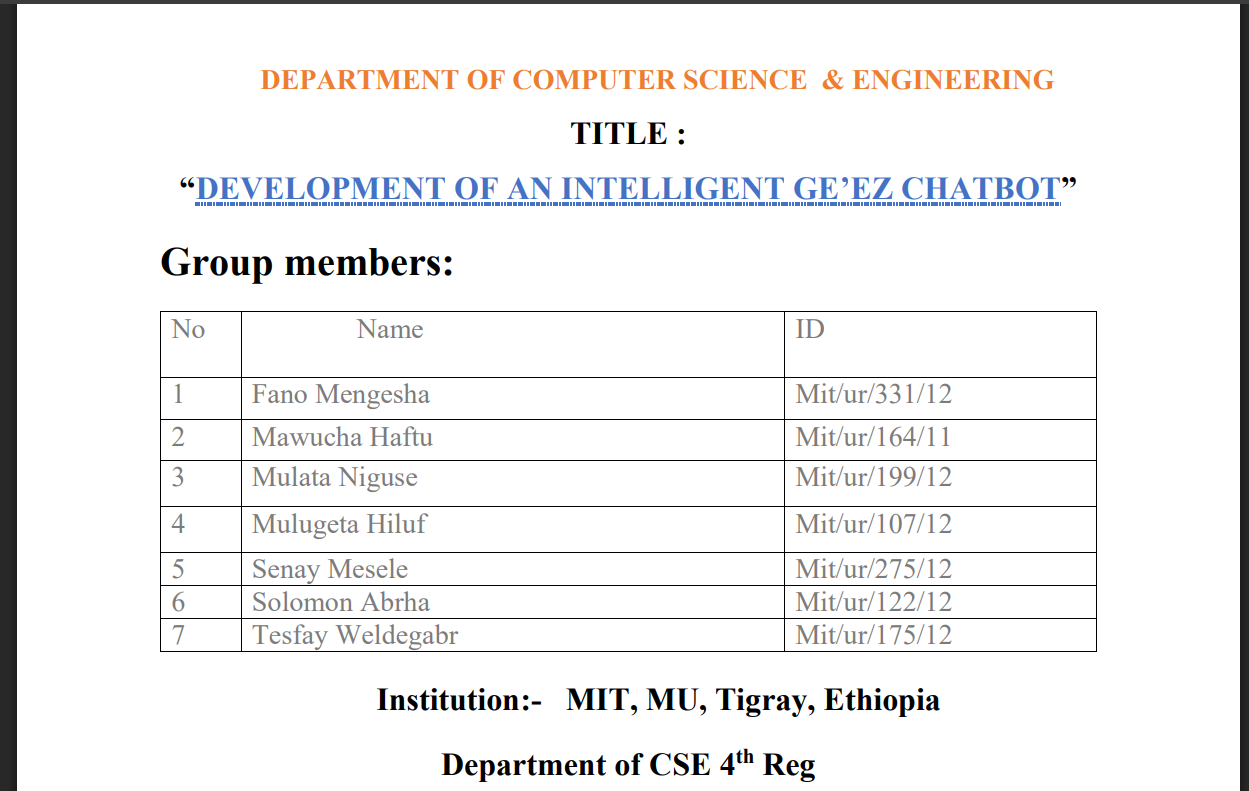 DEPARTMENT OF COMPUTER SCIENCE & ENGINEERING
TITLE :
“DEVELOPMENT OF AN INTELLIGENT GE’EZ CHATBOT”
Group members:
No Name ID
1 Fano Mengesha Mit/ur/331/12
2 Mawucha Haftu Mit/ur/164/11
3 Mulata Niguse Mit/ur/199/12
4 Mulugeta Hiluf Mit/ur/107/12
5 Senay Mesele Mit/ur/275/12
6 Solomon Abrha Mit/ur/122/12
7 Tesfay Weldegabr Mit/ur/175/12
Institution:- MIT, MU, Tigray, Ethiopia
Department of CSE 4th Reg